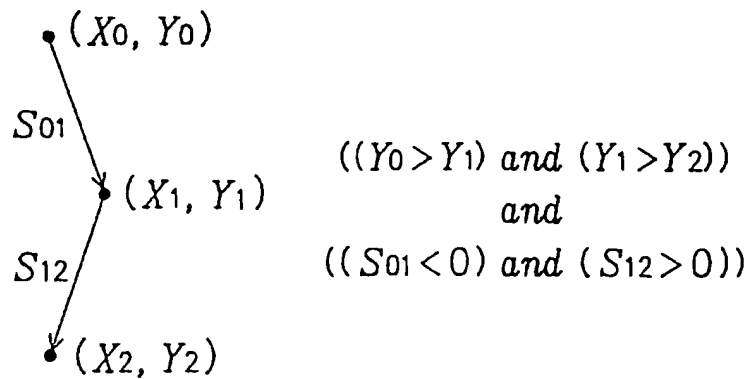 (X0, Y0)
S01
(X1, Y1)
S12
(X2, Y2)
((Y0>Y1) and (Y1>Y2))
and
((S01<0) and (S12>0))